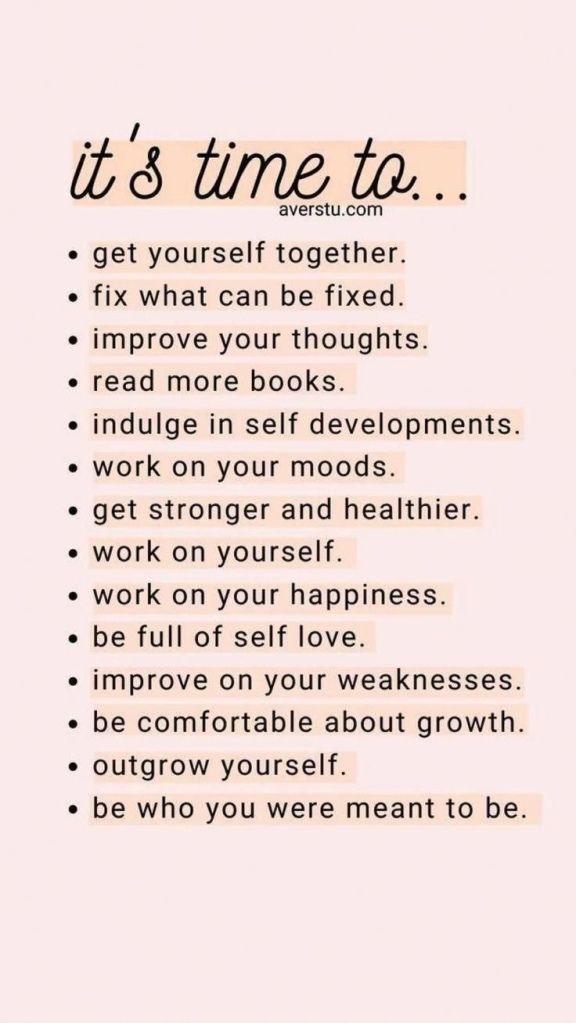 it's time to...
averstu.com
• get yourself together.
• fix what can be fixed.
• improve your thoughts.
• read more books.
• indulge in self developments.
• work on your moods.
• get stronger and healthier.
• work on yourself.
• work on your happiness.
• be full of self love.
• improve on your weaknesses.
• be comfortable about growth.
• outgrow yourself.
• be who you were meant to be.